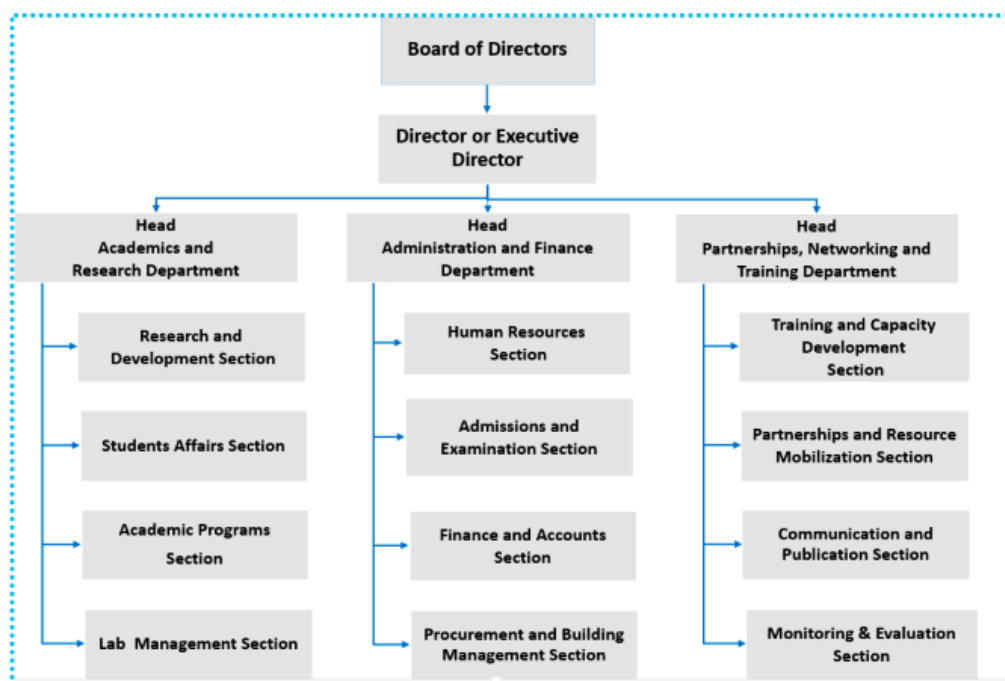 Board of Directors
Director or Executive
Director
Head
Academics and
Research Department
Head
Administration and Finance
Department
Head
Partnerships, Networking and
Training Department
Research and
Development Section
Students Affairs Section
Academic Programs
Section
Lab Management Section
Human Resources
Section
Admissions and
Examination Section
Finance and Accounts
Section
Procurement and Building
Management Section
Training and Capacity
Development
Section
Partnerships and Resource
Mobilization Section
Communication and
Publication Section
Monitoring & Evaluation
Section